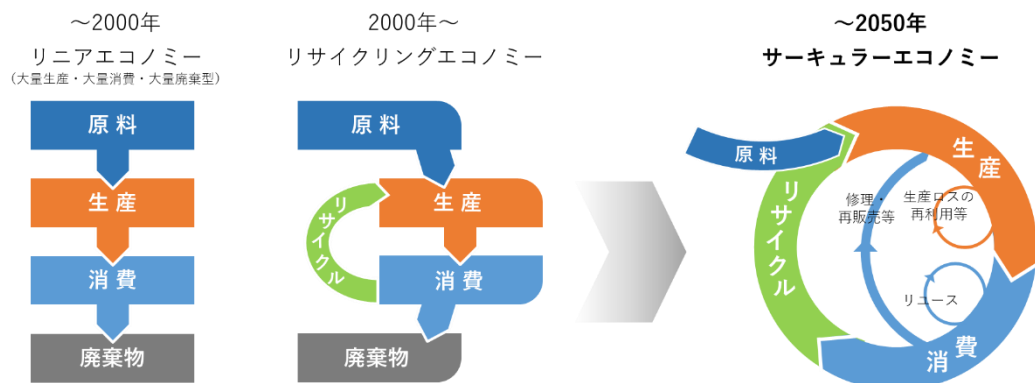 ～2000年
リニアエコノミー
（大量生産・大量消費・大量廃棄型）
原料
生産
消費
廃棄物
2000年～
リサイクリングエコノミー
原料
生産
リサイクル
消費
廃棄物
～2050年
サーキュラーエコノミー
原料
生産
修理・
再販売等
生産ロスの
再利用等
リサイクル
リユース
消費